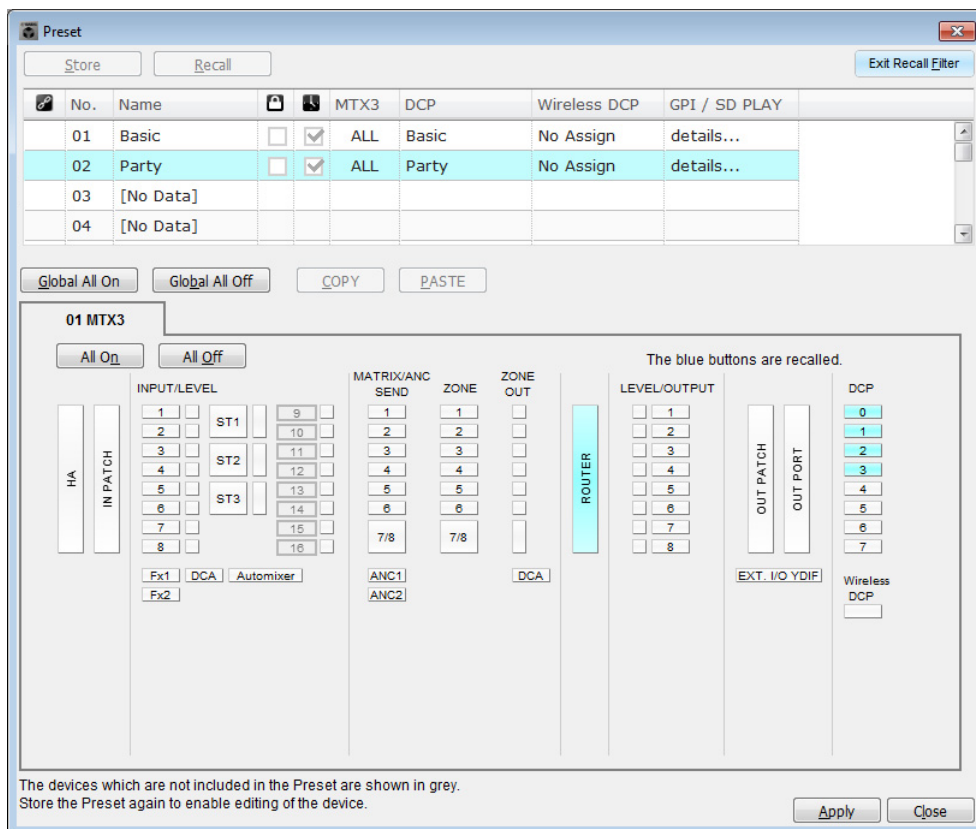 Preset
Store Recall Exit Recall Filter
No. Name MTX3 DCP Wireless DCP GPI / SD PLAY
01 Basic ALL Basic No Assign details...
02 Party ALL Party No Assign details...
03 [No Data]
04 [No Data]
Global All On Global All Off COPY PASTE
01 MTX3
All On All Off The blue buttons are recalled.
INPUT/LEVEL MATRIX/ANC SEND ZONE ZONE OUT LEVEL/OUTPUT DCP
HA
IN PATCH
1
2
3
4
5
6
7
8
ST1
ST2
ST3
9
10
11
12
13
14
15
16
Fx1 DCA Automixer
Fx2
1
2
3
4
5
6
7/8
ANC1
ANC2
1
2
3
4
5
6
7/8
DCA
ROUTER
1
2
3
4
5
6
7
8
OUT PATCH
OUT PORT
EXT. I/O YDIF
0
1
2
3
4
5
6
7
Wireless
DCP
The devices which are not included in the Preset are shown in grey.
Store the Preset again to enable editing of the device.
Apply Close